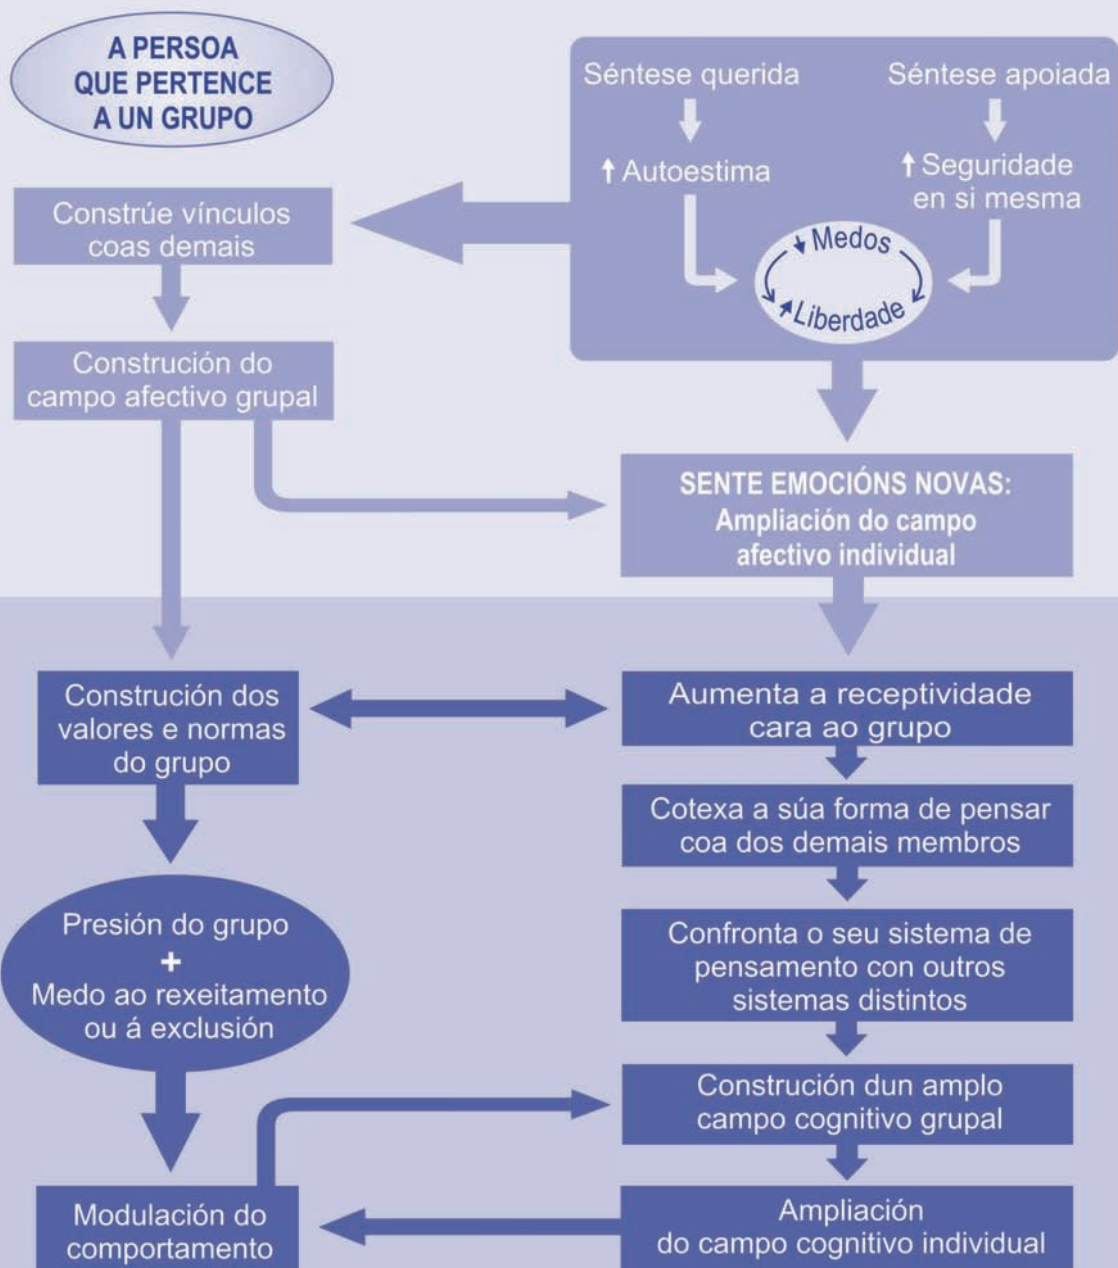 A PERSOA
QUE PERTENCE
A UN GRUPO
Séntese querida
Séntese apoiada
Autoestima
Seguridade
en si mesma
Medos
Liberdade
Constrúe vínculos
coas demais
Construción do
campo afectivo grupal
SENTE EMOCIÓNS NOVAS:
Ampliación do campo
afectivo individual
Construción dos
valores e normas
do grupo
Aumenta a receptividade
cara ao grupo
Cotexa a súa forma de pensar
coa dos demais membros
Presión do grupo
+
Medo ao rexeitamento
ou á exclusión
Confronta o seu sistema de
pensamento con outros
sistemas distintos
Construción dun amplo
campo cognitivo grupal
Modulación do
comportamento
Ampliación
do campo cognitivo individual